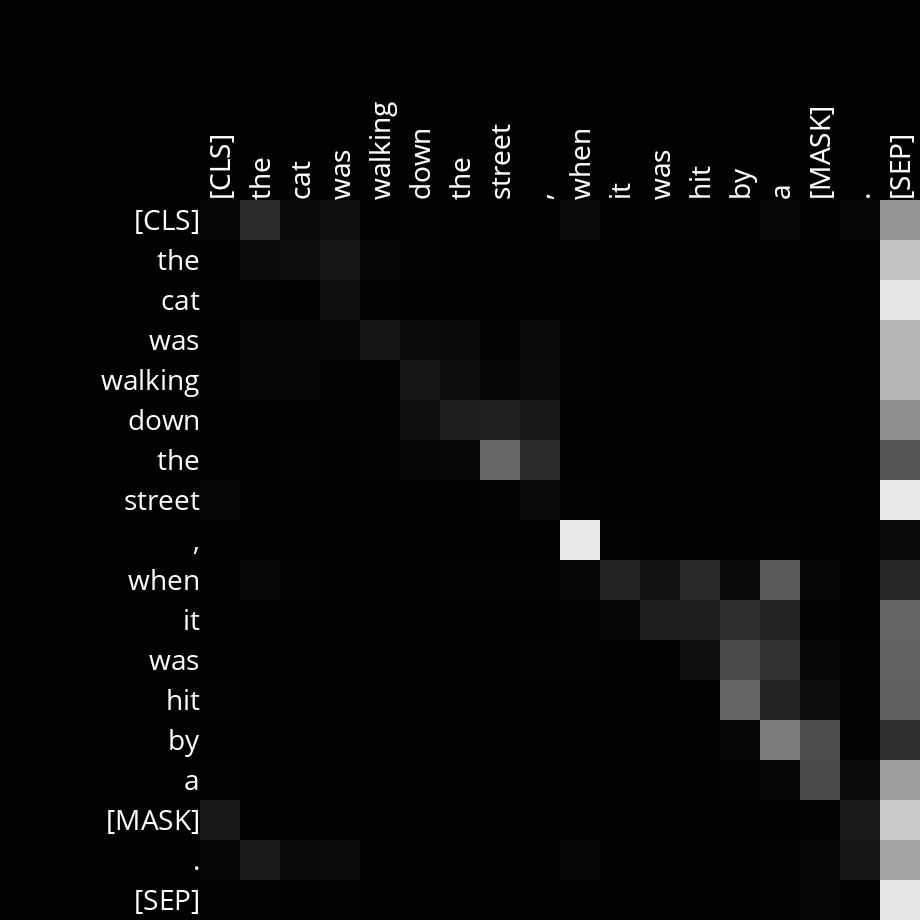 [CLS] the cat was walking down the street , when it was hit by a [MASK] . [SEP]
[CLS]
the
cat
was
walking
down
the
street
,
when
it
was
hit
by
a
[MASK]
.
[SEP]